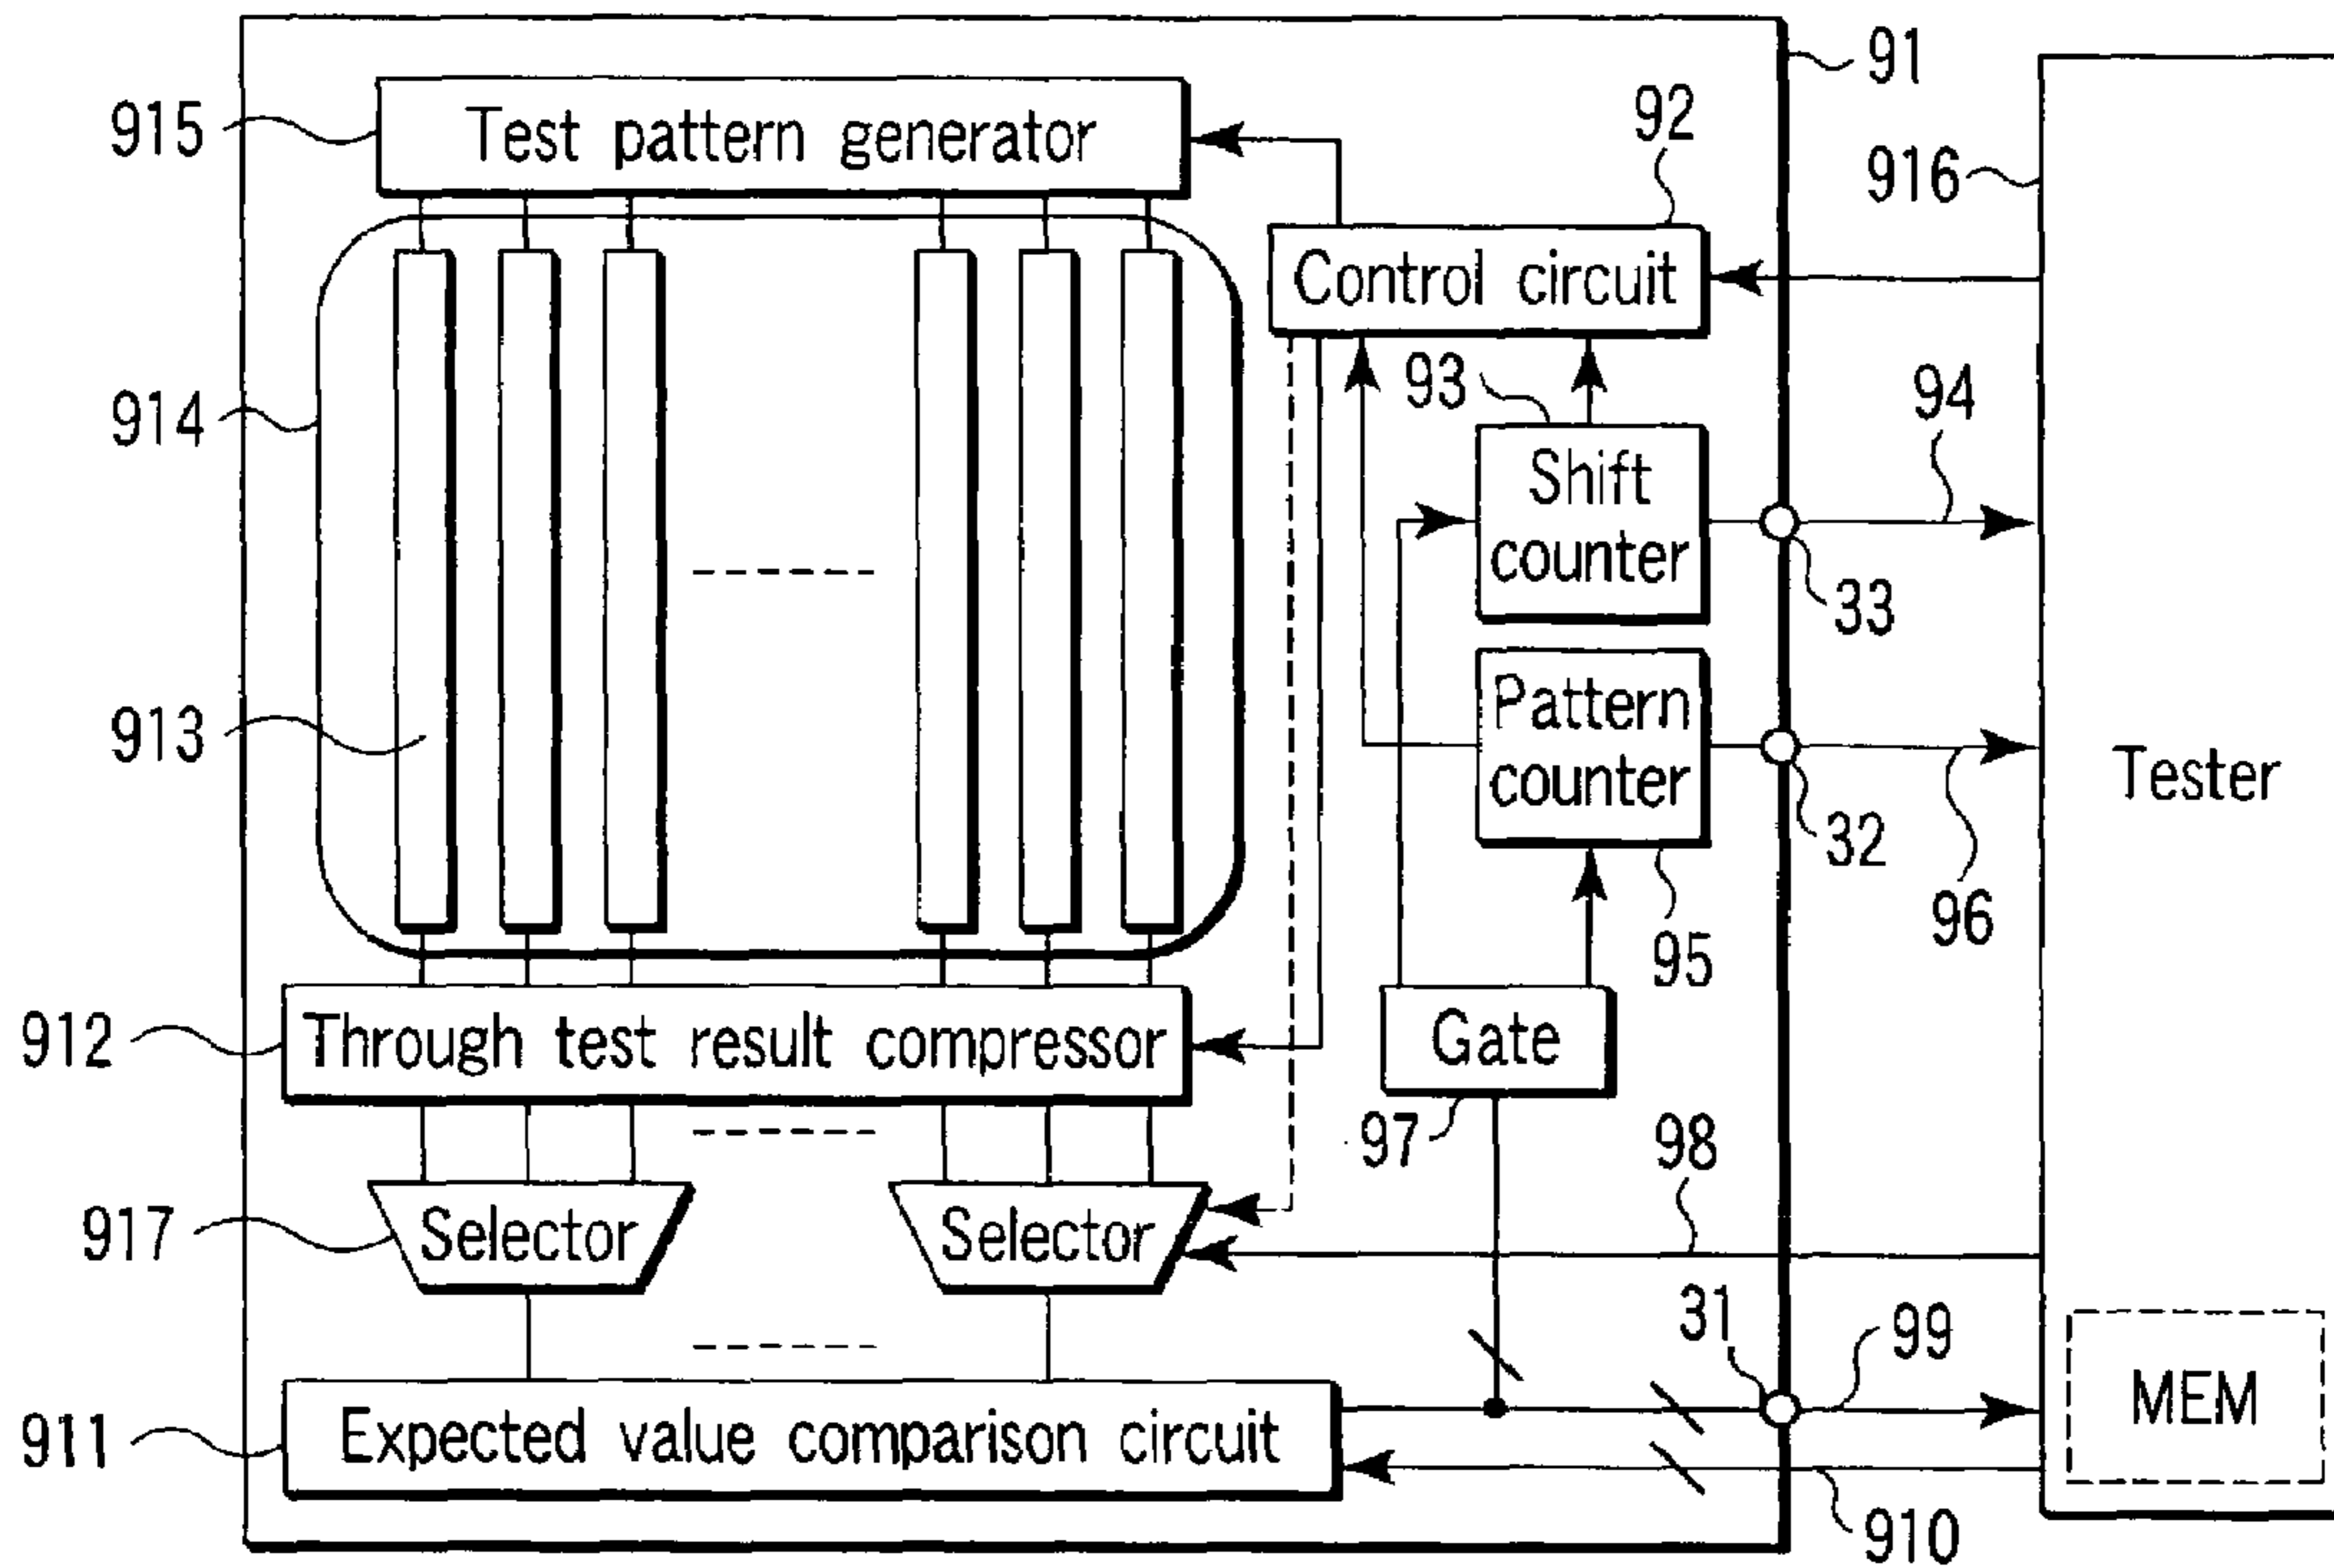 91
915
Test pattern generator
92
916
Control circuit
93
94
914
Shift
counter
33
913
Pattern
counter
Tester
32
96
95
912
Through test result compressor
Gate
97
98
917
Selector
Selector
31
99
MEM
911
Expected value comparison circuit
910